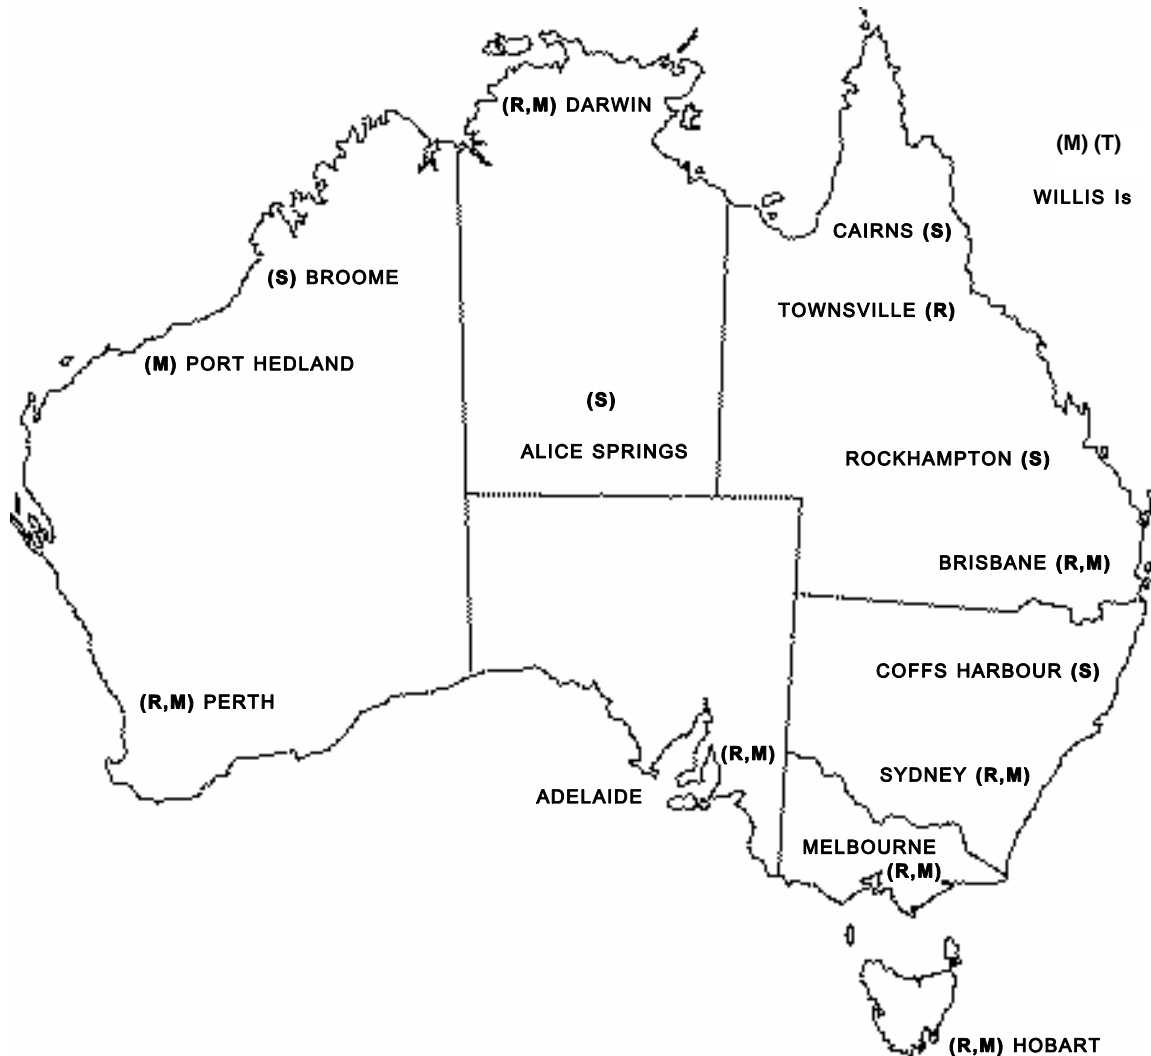 (R,M) DARWIN
(M) (T)
WILLIS Is
CAIRNS (S)
(S) BROOME
TOWNSVILLE (R)
(M) PORT HEDLAND
(S)
ALICE SPRINGS
ROCKHAMPTON (S)
BRISBANE (R,M)
COFFS HARBOUR (S)
(R,M) PERTH
(R,M)
ADELAIDE
SYDNEY (R,M)
MELBOURNE
(R,M)
(R,M) HOBART